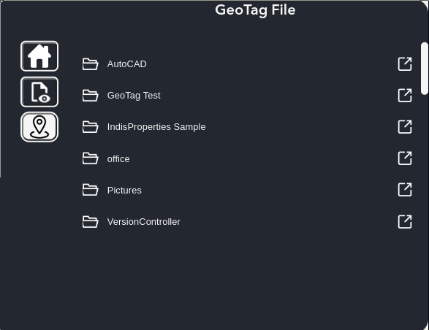 GeoTag File
AutoCAD
GeoTag Test
IndisProperties Sample
office
Pictures
VersionController